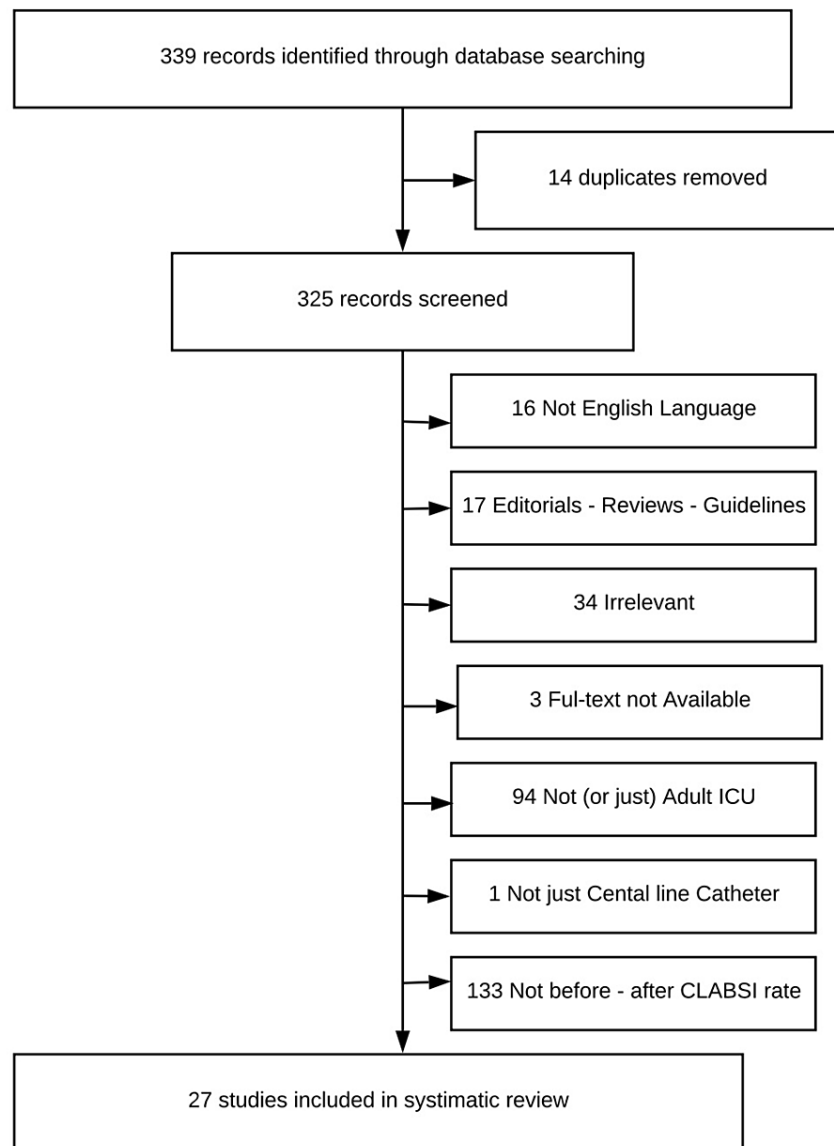 339 records identified through database searching
14 duplicates removed
325 records screened
16 Not English Language
17 Editorials - Reviews - Guidelines
34 Irrelevant
3 Ful-text not Available
94 Not (or just) Adult ICU
1 Not just Cental line Catheter
133 Not before - after CLABSI rate
27 studies included in systimatic review